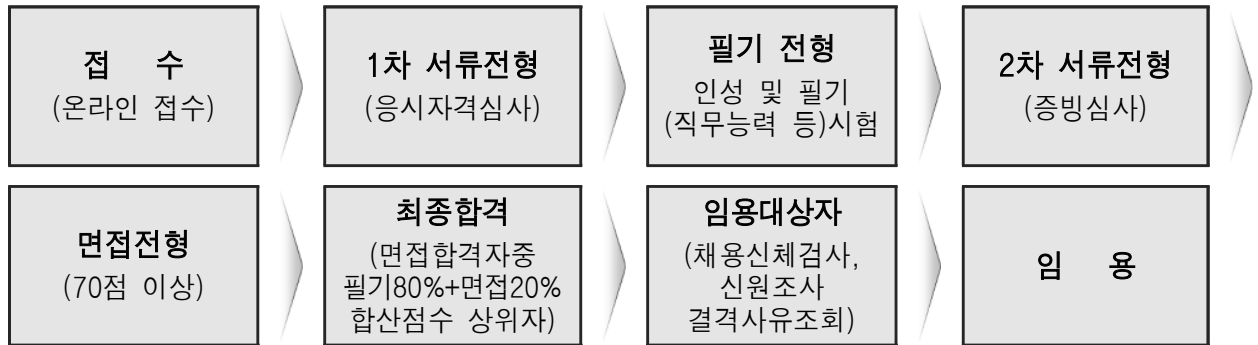 접 수
(온라인 접수)
1차 서류전형
(응시자격심사)
필기 전형
인성 및 필기
(직무능력 등)시험
2차 서류전형
(증빙심사)
면접전형
(70점 이상)
최종합격
(면접합격자중
필기80%+면접20%
합산점수 상위자)
임용대상자
(채용신체검사,
신원조사
결격사유조회)
임 용